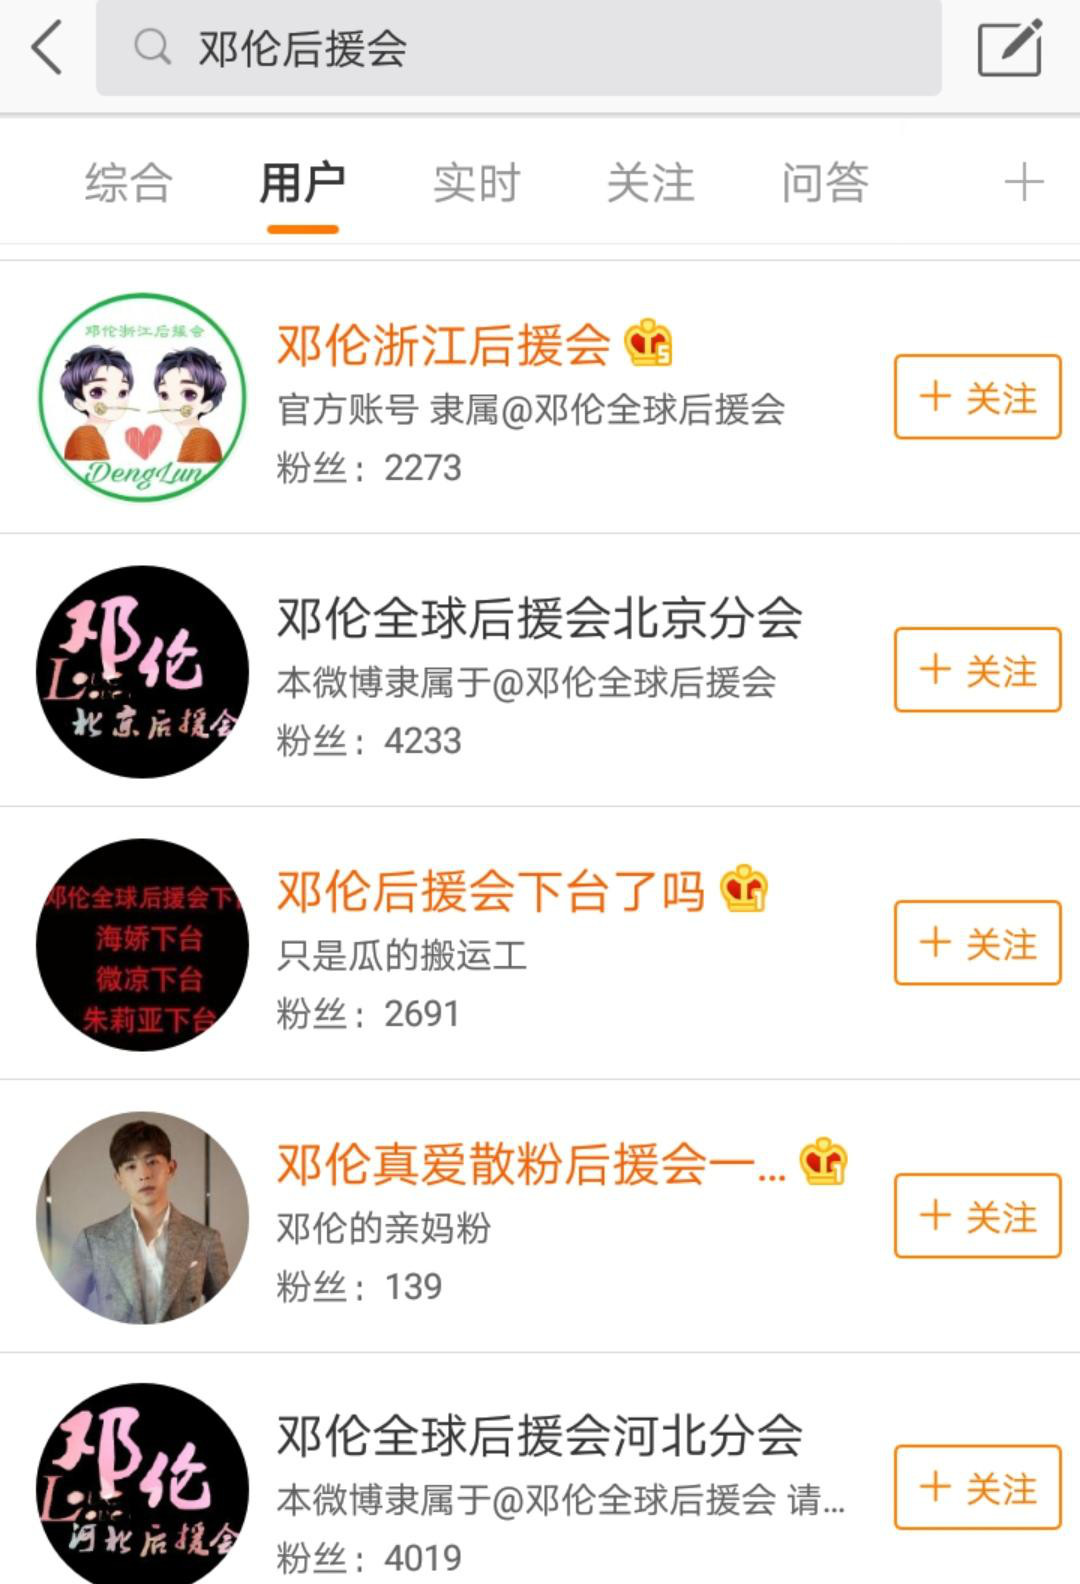 邓伦后援会
综合 用户 实时 关注 问答
邓伦浙江后援会
DengLun
邓伦浙江后援会 5
官方账号 隶属@邓伦全球后援会
粉丝：2273
+ 关注
邓伦
北京后援会
邓伦全球后援会北京分会
本微博隶属于@邓伦全球后援会
粉丝：4233
+ 关注
邓伦全球后援会下
海娇下台
微凉下台
朱莉亚下台
邓伦后援会下台了吗 1
只是瓜的搬运工
粉丝：2691
+ 关注
邓伦真爱散粉后援会一... 1
邓伦的亲妈粉
粉丝：139
+ 关注
邓伦
河北后援会
邓伦全球后援会河北分会
本微博隶属于@邓伦全球后援会 请...
粉丝：4019
+ 关注